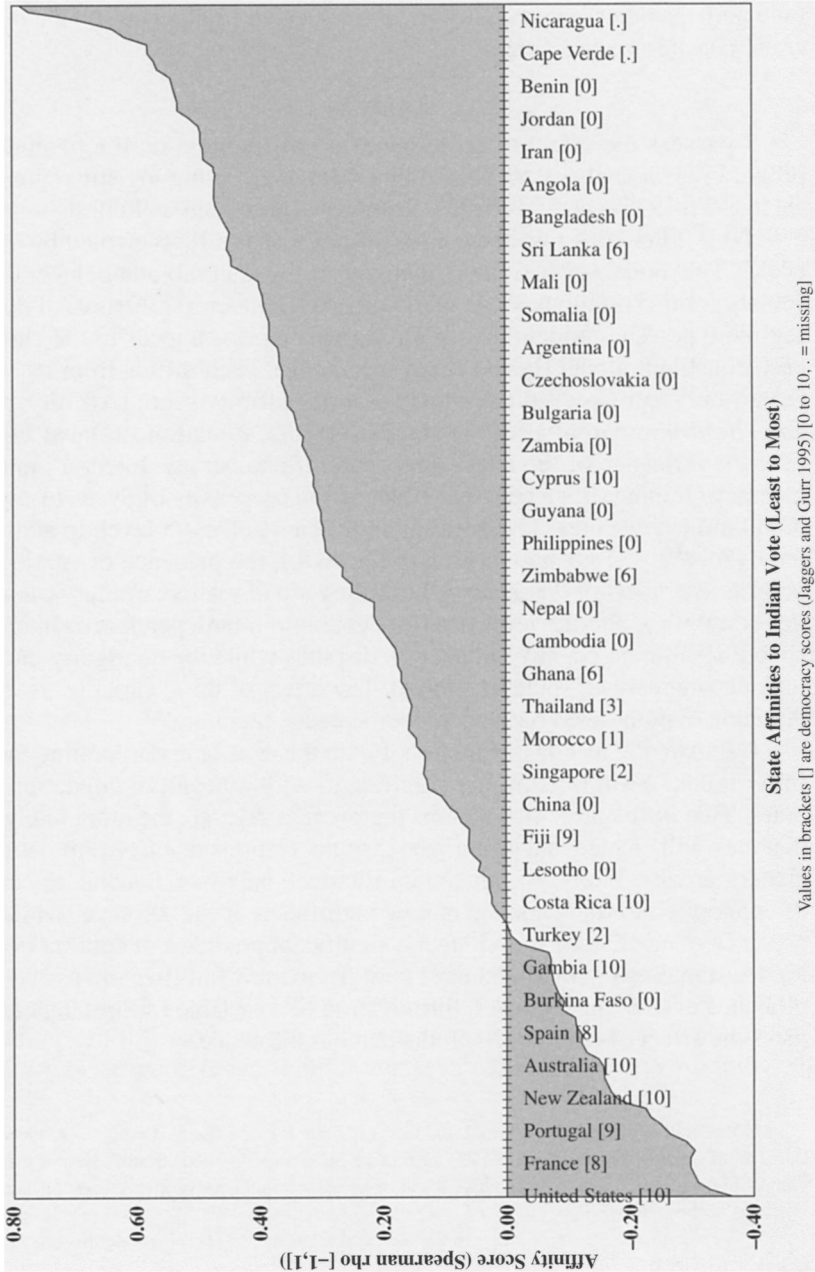 Affinity Score (Spearman rho [−1,1])
0.80
0.60
0.40
0.20
0.00
−0.20
−0.40
United States [10]
France [8]
Portugal [9]
New Zealand [10]
Australia [10]
Spain [8]
Burkina Faso [0]
Gambia [10]
Turkey [2]
Costa Rica [10]
Lesotho [0]
Fiji [9]
China [0]
Singapore [2]
Morocco [1]
Thailand [3]
Ghana [6]
Cambodia [0]
Nepal [0]
Zimbabwe [6]
Philippines [0]
Guyana [0]
Cyprus [10]
Zambia [0]
Bulgaria [0]
Czechoslovakia [0]
Argentina [0]
Somalia [0]
Mali [0]
Sri Lanka [6]
Bangladesh [0]
Angola [0]
Iran [0]
Jordan [0]
Benin [0]
Cape Verde [.]
Nicaragua [.]
State Affinities to Indian Vote (Least to Most)
Values in brackets [] are democracy scores (Jaggers and Gurr 1995) [0 to 10, . = missing]